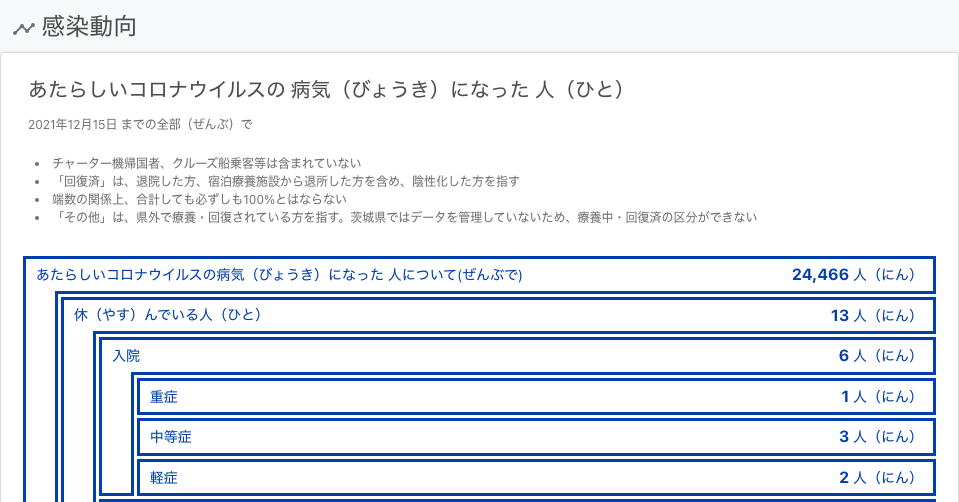 感染動向
あたらしいコロナウイルスの 病気（びょうき）になった 人（ひと）
2021年12月15日 までの全部（ぜんぶ）で
• チャーター機帰国者、クルーズ船乗客等は含まれていない
• 「回復済」は、退院した方、宿泊療養施設から退所した方を含め、陰性化した方を指す
• 端数の関係上、合計しても必ずしも100%とはならない
• 「その他」は、県外で療養・回復されている方を指す。茨城県ではデータを管理していないため、療養中・回復済の区分ができない
あたらしいコロナウイルスの病気（びょうき）になった 人について(ぜんぶで) 24,466 人（にん）
休（やす）んでいる人（ひと） 13 人（にん）
入院 6 人（にん）
重症 1 人（にん）
中等症 3 人（にん）
軽症 2 人（にん）